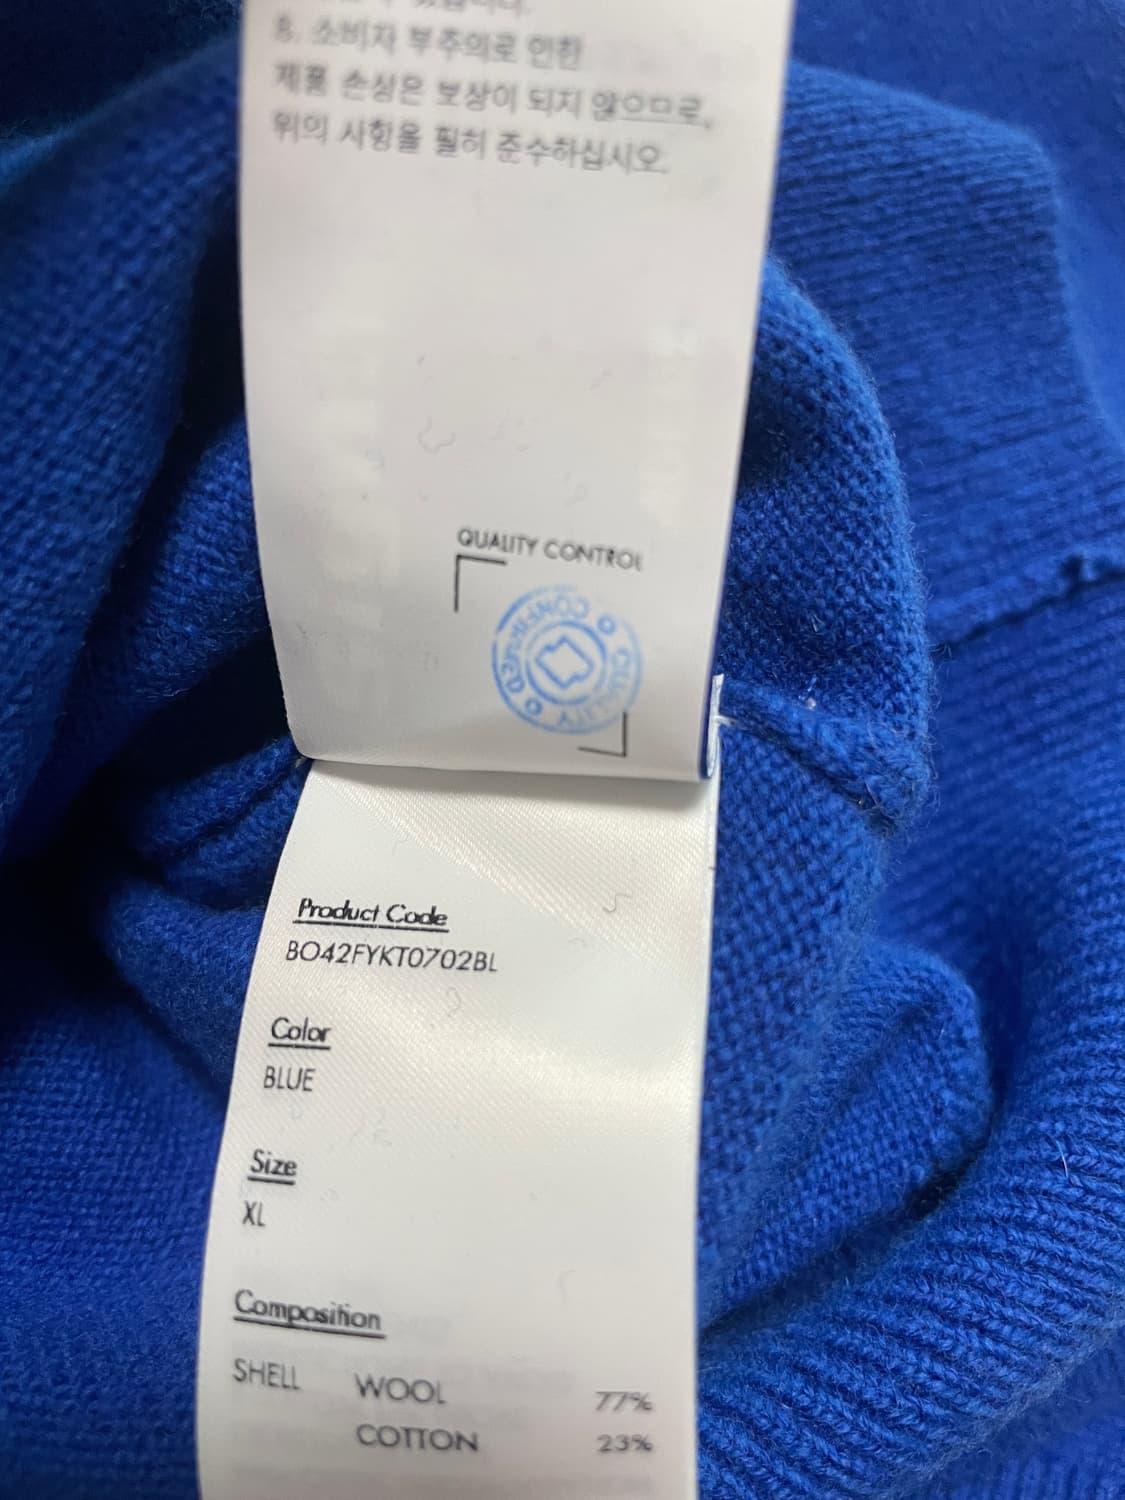 8. 소비자 부주의로 인한
제품 손상은 보상이 되지 않으므로,
위의 사항을 필히 준수하십시오.
QUALITY CONTROL
QUALITY CONFIRMED
Product Code
BO42FYKT0702BL
Color
BLUE
Size
XL
Composition
SHELL WOOL 77%
COTTON 23%